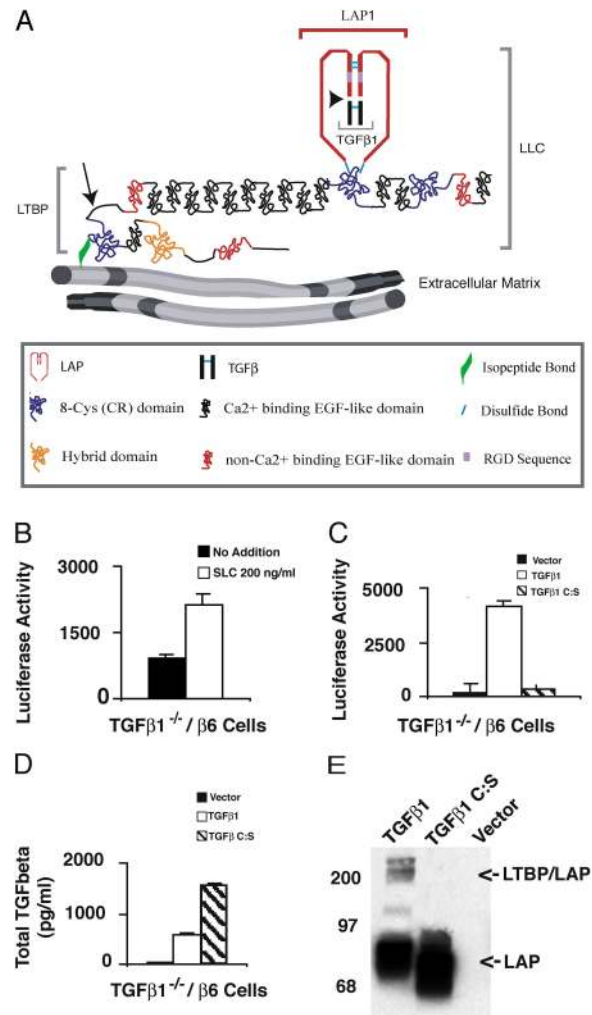 A
LAP1
TGFβ1
LLC
LTBP
Extracellular Matrix
LAP
TGFβ
Isopeptide Bond
8-Cys (CR) domain
Ca2+ binding EGF-like domain
Disulfide Bond
Hybrid domain
non-Ca2+ binding EGF-like domain
RGD Sequence
B
No Addition
SLC 200 ng/ml
Luciferase Activity
3000
1500
0
TGFβ1 -/- / β6 Cells
C
Vector
TGFβ1
TGFβ1 C:S
Luciferase Activity
5000
2500
0
TGFβ1 -/- / β6 Cells
D
Vector
TGFβ1
TGFβ C:S
Total TGFbeta
(pg/ml)
2000
1000
0
TGFβ1 -/- / β6 Cells
E
TGFβ1
TGFβ1 C:S
Vector
200
<-LTBP/LAP
97
<-LAP
68